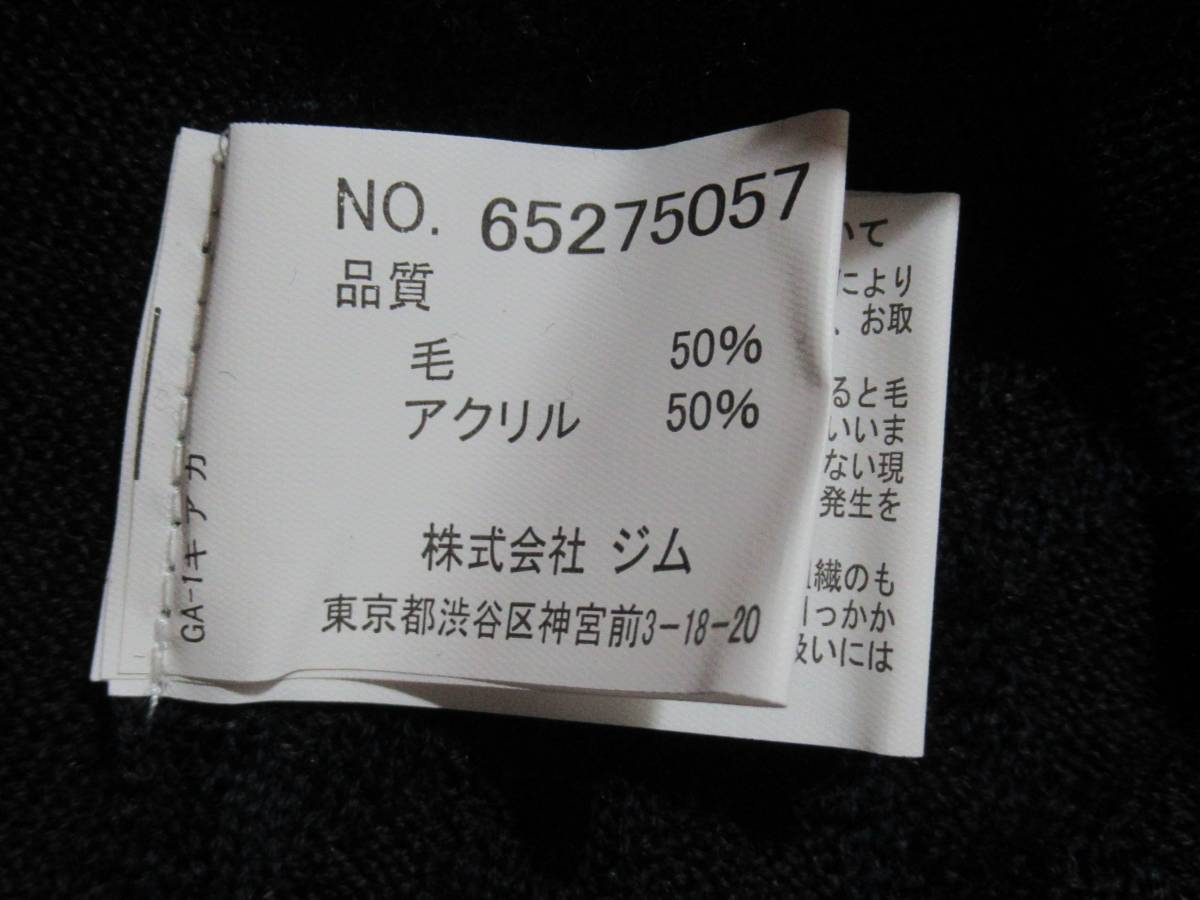 NO. 65275057
品質
毛 50%
アクリル 50%
株式会社 ジム
東京都渋谷区神宮前3-18-20
GA-1キアカ
いて
により
、お取
ると毛
いいま
ない現
発生を
繊のも
っかか
扱いには